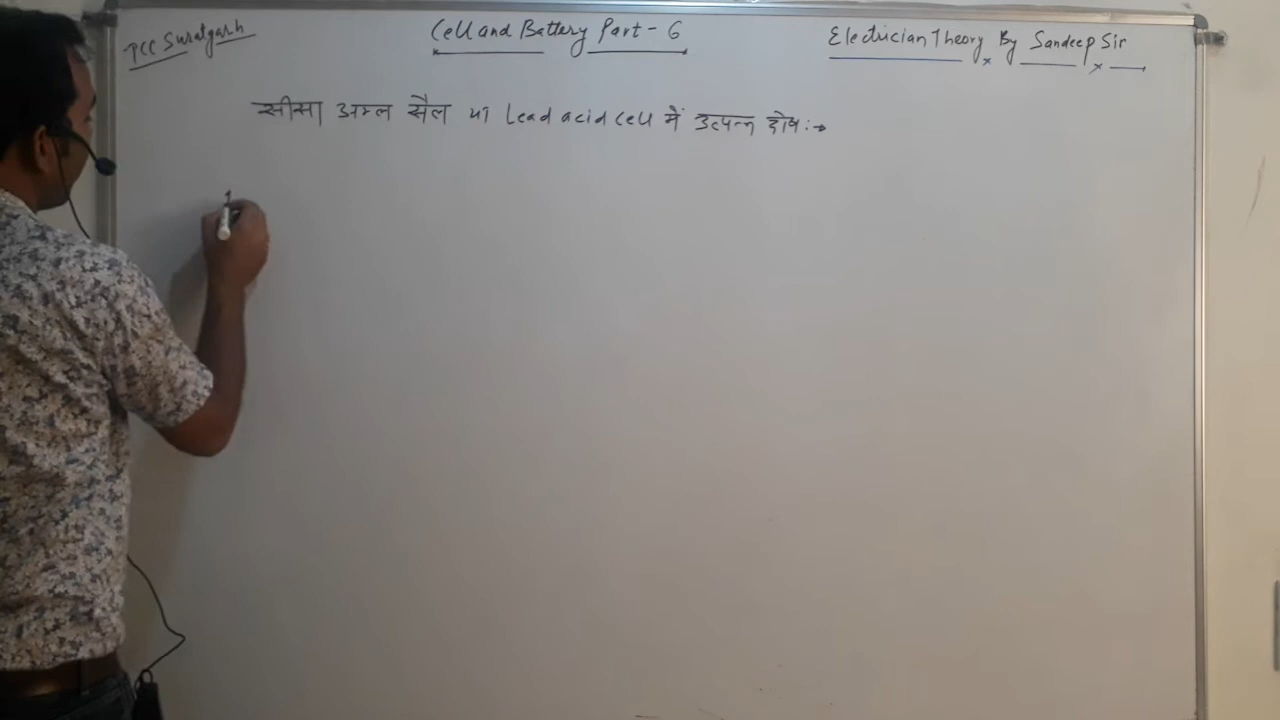 PCC Suratgarh
Cell and Battery Part - 6
Electrician Theory By Sandeep Sir
सीसा अम्ल सैल या Lead acid cell में उत्पन्न दोष :→